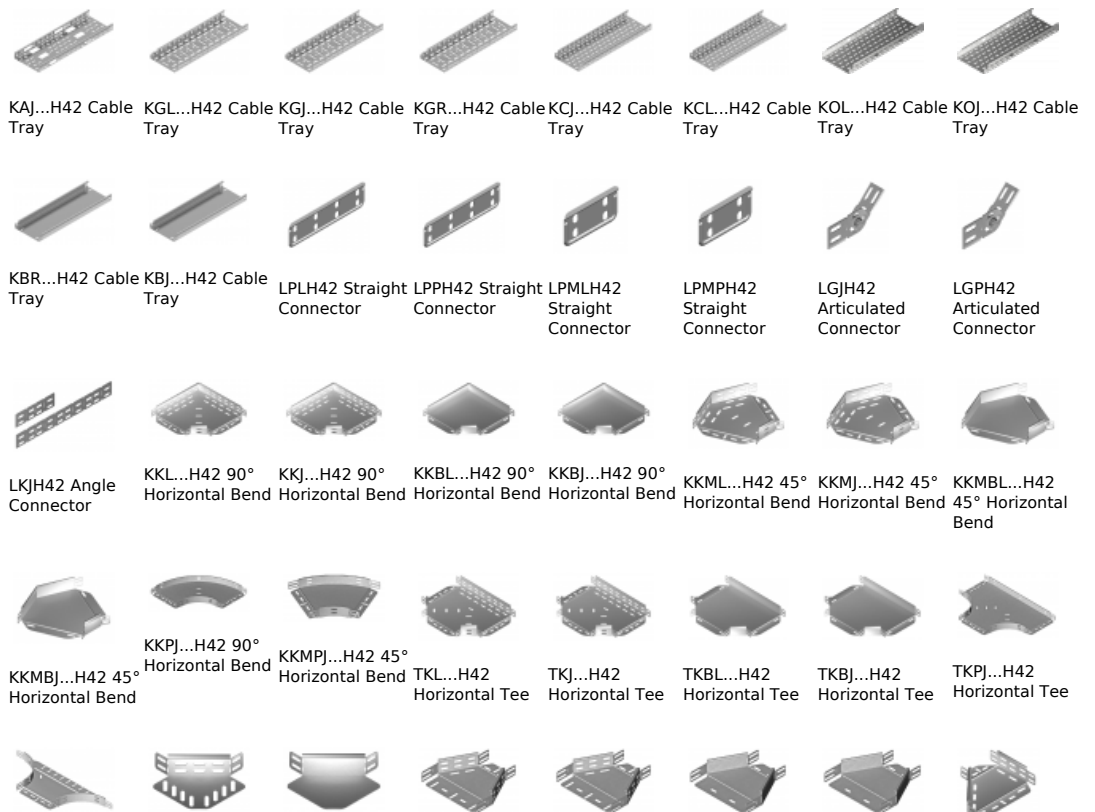 KAJ...H42 Cable
Tray
KGL...H42 Cable
Tray
KGJ...H42 Cable
Tray
KGR...H42 Cable
Tray
KCJ...H42 Cable
Tray
KCL...H42 Cable
Tray
KOL...H42 Cable
Tray
KOJ...H42 Cable
Tray
KBR...H42 Cable
Tray
KBJ...H42 Cable
Tray
LPLH42 Straight
Connector
LPPH42 Straight
Connector
LPMLH42
Straight
Connector
LPMPH42
Straight
Connector
LGJH42
Articulated
Connector
LGPH42
Articulated
Connector
LKJH42 Angle
Connector
KKL...H42 90°
Horizontal Bend
KKJ...H42 90°
Horizontal Bend
KKBL...H42 90°
Horizontal Bend
KKBJ...H42 90°
Horizontal Bend
KKML...H42 45°
Horizontal Bend
KKMJ...H42 45°
Horizontal Bend
KKMBL...H42
45° Horizontal
Bend
KKMBJ...H42 45°
Horizontal Bend
KKPJ...H42 90°
Horizontal Bend
KKMPJ...H42 45°
Horizontal Bend
TKL...H42
Horizontal Tee
TKJ...H42
Horizontal Tee
TKBL...H42
Horizontal Tee
TKBJ...H42
Horizontal Tee
TKPJ...H42
Horizontal Tee